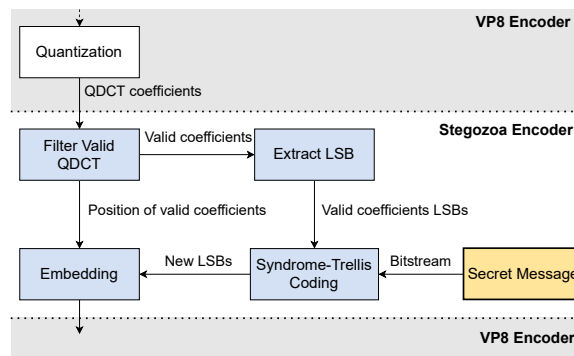 VP8 Encoder
Quantization
QDCT coefficients
Stegozoa Encoder
Filter Valid
QDCT
Valid coefficients
Extract LSB
Position of valid coefficients
Valid coefficients LSBs
Embedding
New LSBs
Syndrome-Trellis
Coding
Bitstream
Secret Message
VP8 Encoder